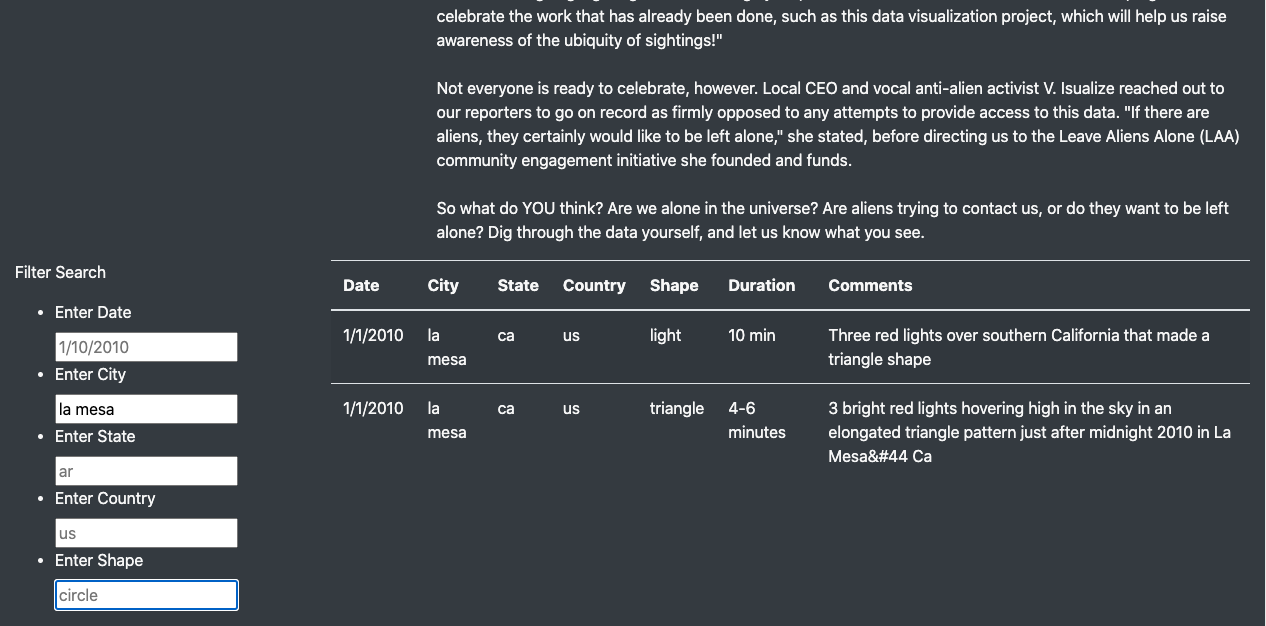 celebrate the work that has already been done, such as this data visualization project, which will help us raise
awareness of the ubiquity of sightings!"
Not everyone is ready to celebrate, however. Local CEO and vocal anti-alien activist V. Isualize reached out to
our reporters to go on record as firmly opposed to any attempts to provide access to this data. "If there are
aliens, they certainly would like to be left alone," she stated, before directing us to the Leave Aliens Alone (LAA)
community engagement initiative she founded and funds.
So what do YOU think? Are we alone in the universe? Are aliens trying to contact us, or do they want to be left
alone? Dig through the data yourself, and let us know what you see.
Filter Search
Enter Date
1/10/2010
Enter City
la mesa
Enter State
ar
Enter Country
us
Enter Shape
circle
Date City State Country Shape Duration Comments
1/1/2010 la ca us light 10 min Three red lights over southern California that made a
mesa triangle shape
1/1/2010 la ca us triangle 4-6 3 bright red lights hovering high in the sky in an
mesa minutes elongated triangle pattern just after midnight 2010 in La
Mesa&#44 Ca